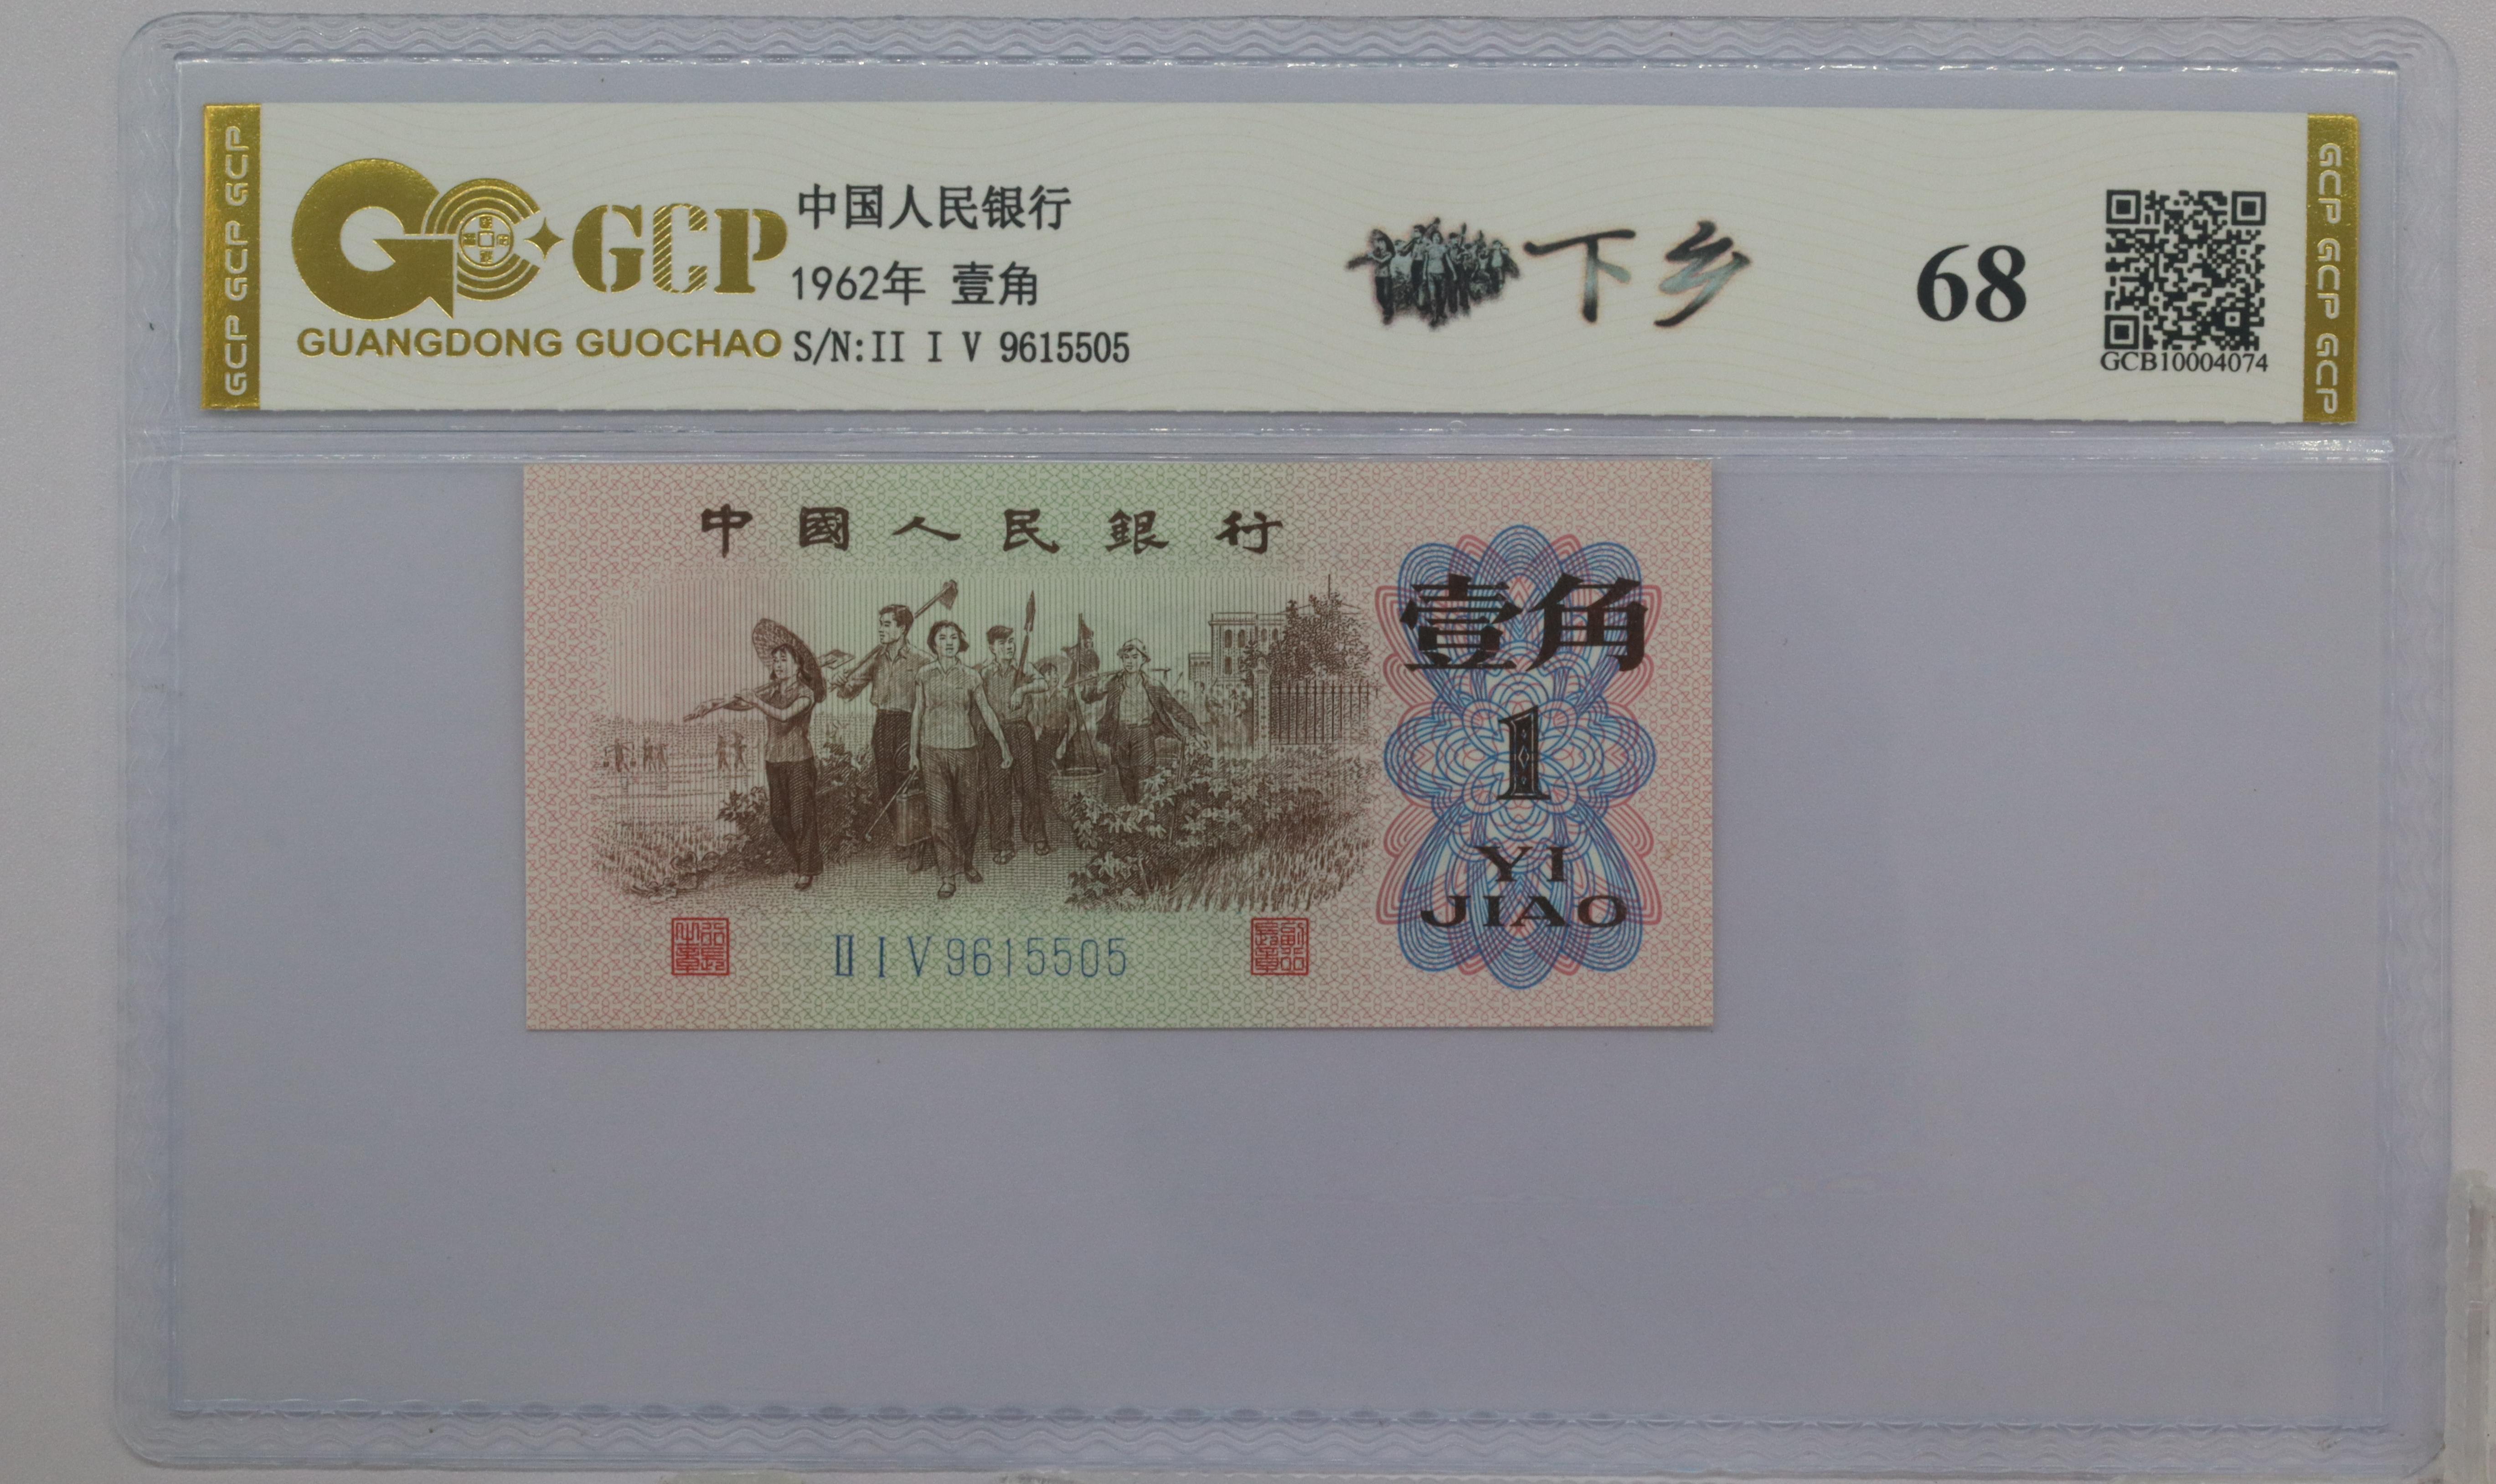 GCP GCP GCP
GCP
GUANGDONG GUOCHAO
中国人民银行
1962年 壹角
S/N:II I V 9615505
下乡
68
GCB10004074
GCP GCP GCP
中國人民銀行
壹角
1
YI
JIAO
II I V 9615505